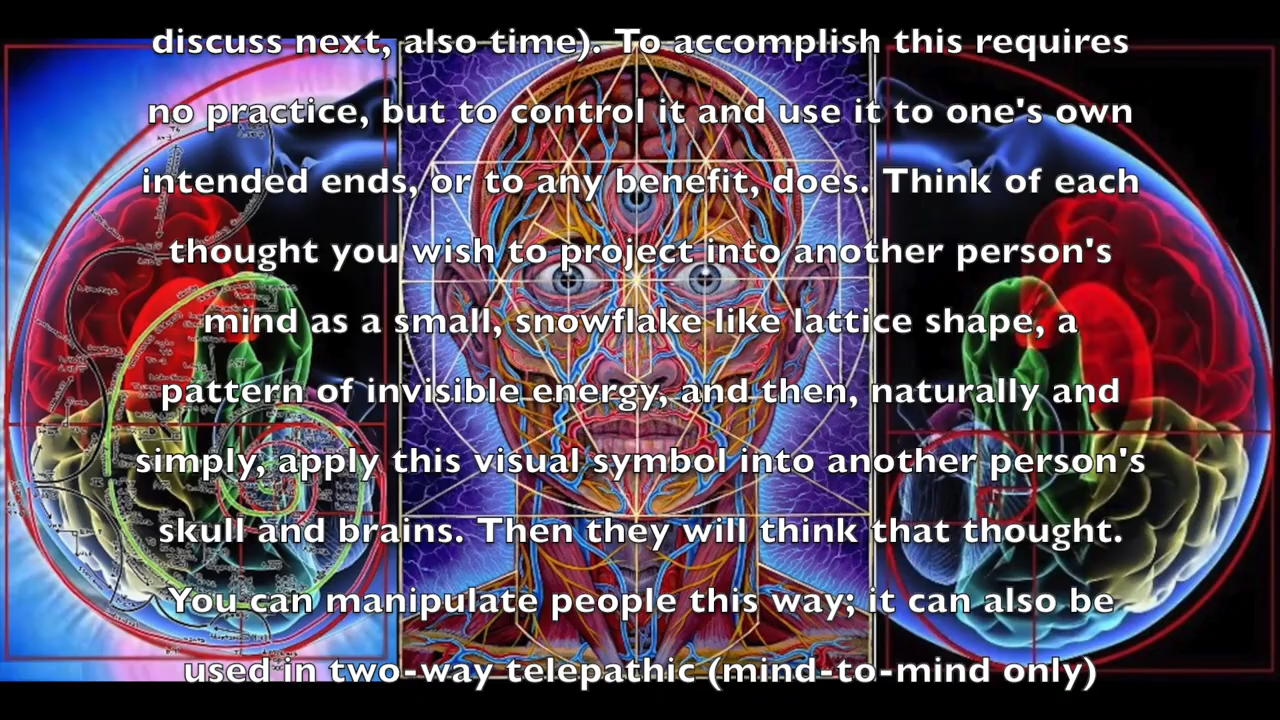 discuss next, also time). To accomplish this requires
no practice, but to control it and use it to one's own
intended ends, or to any benefit, does. Think of each
thought you wish to project into another person's
mind as a small, snowflake like lattice shape, a
pattern of invisible energy, and then, naturally and
simply, apply this visual symbol into another person's
skull and brains. Then they will think that thought.
You can manipulate people this way; it can also be
used in two-way telepathic (mind-to-mind only)